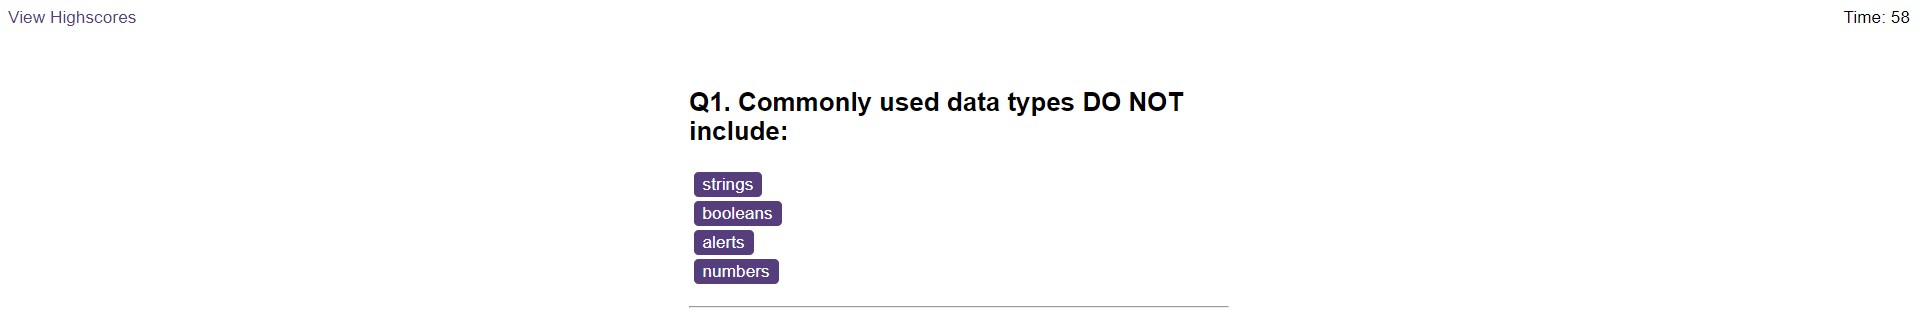 View Highscores
Time: 58
Q1. Commonly used data types DO NOT
include:
strings
booleans
alerts
numbers